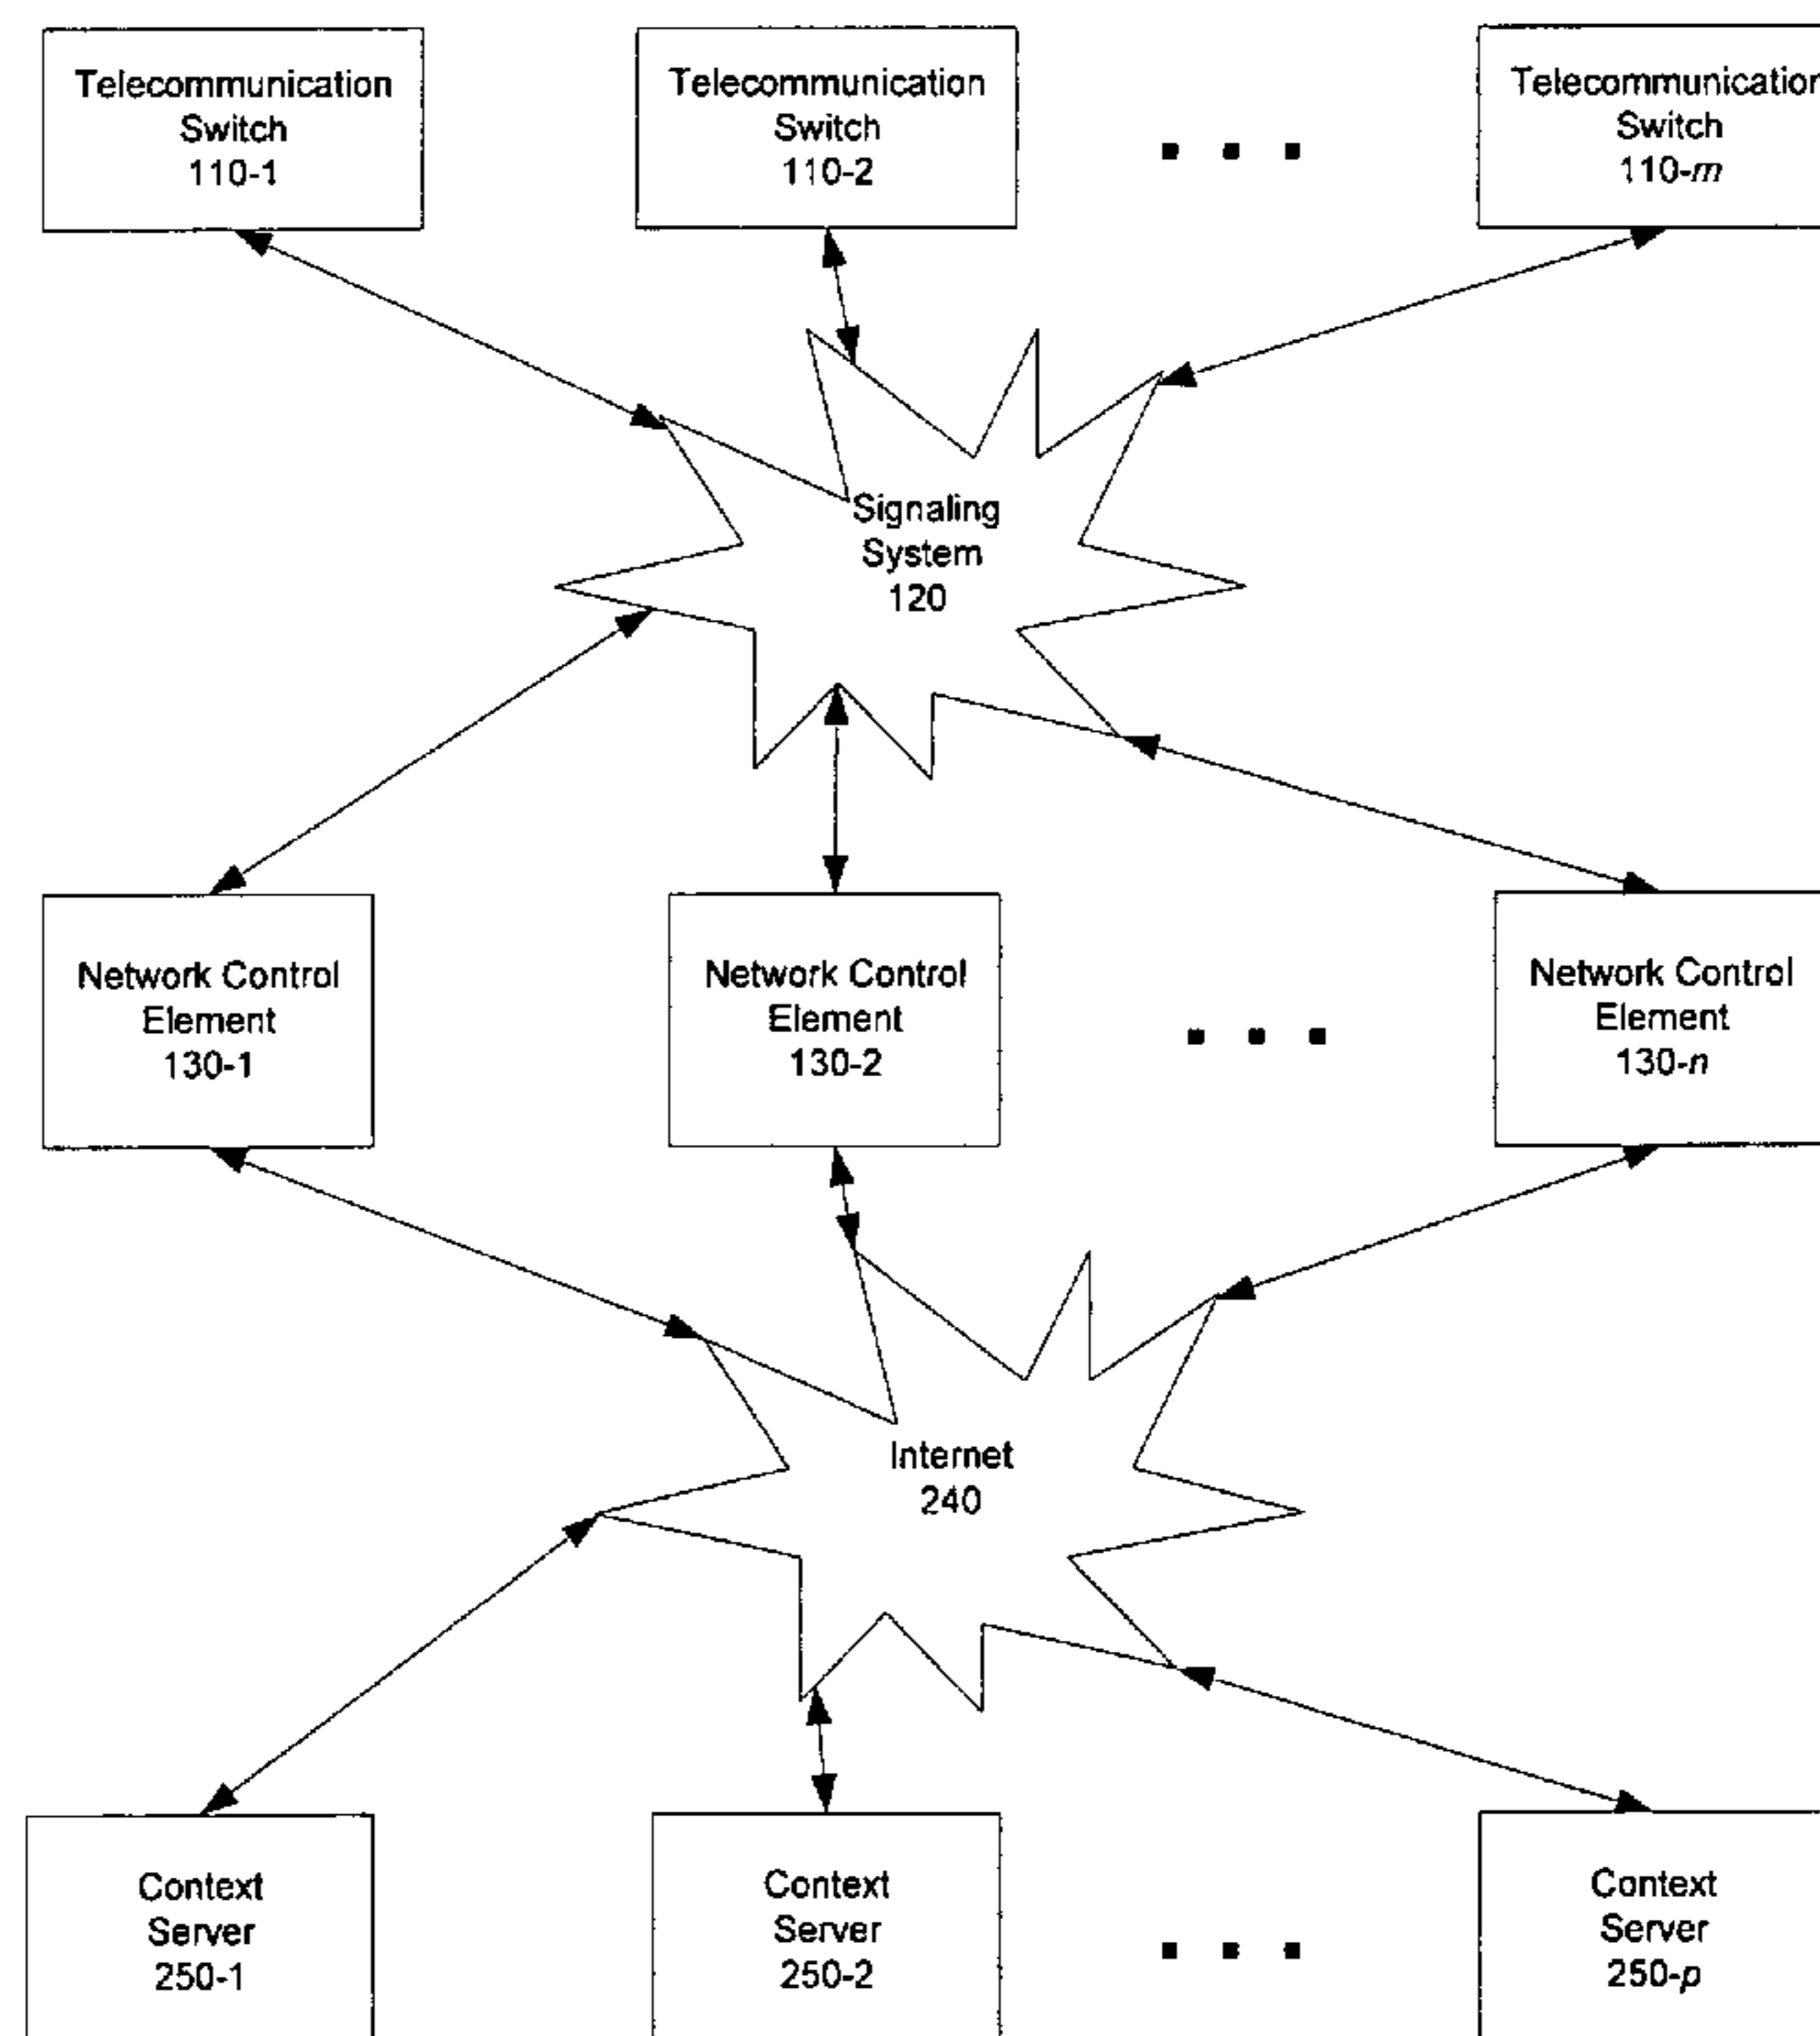 Telecommunication
Switch
110-1
Telecommunication
Switch
110-2
Telecommunication
Switch
110-m
Signaling
System
120
Network Control
Element
130-1
Network Control
Element
130-2
Network Control
Element
130-n
Internet
240
Context
Server
250-1
Context
Server
250-2
Context
Server
250-p